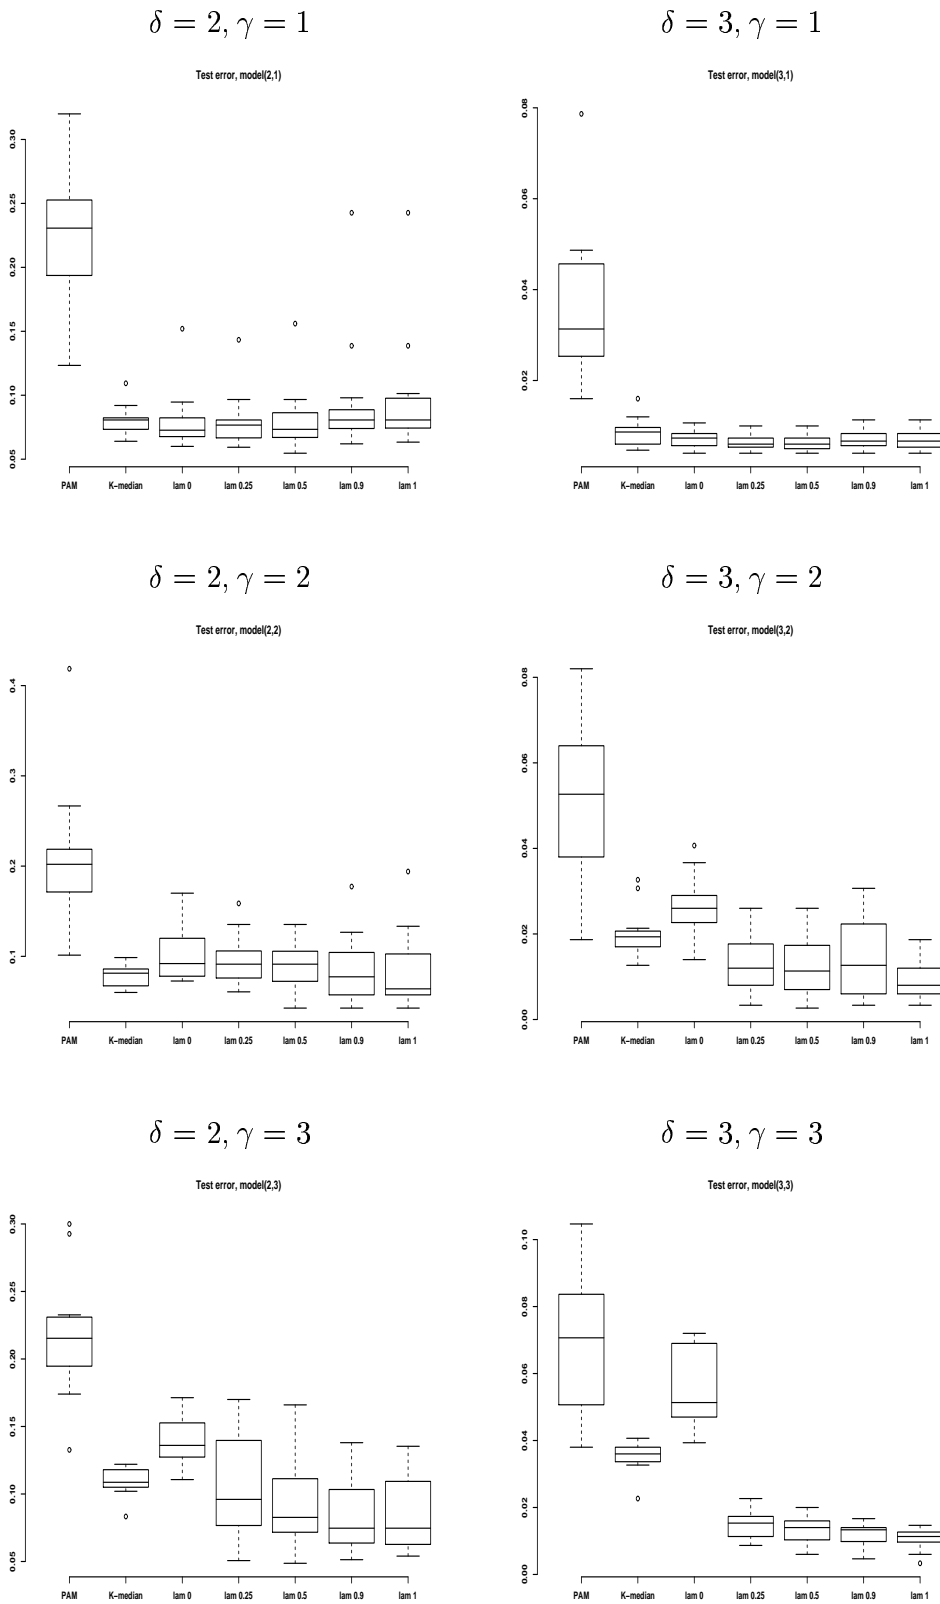 δ = 2, γ = 1
Test error, model(2,1)
0.30
0.25
0.20
0.15
0.10
0.05
PAM K−median lam 0 lam 0.25 lam 0.5 lam 0.9 lam 1
δ = 3, γ = 1
Test error, model(3,1)
0.08
0.06
0.04
0.02
PAM K−median lam 0 lam 0.25 lam 0.5 lam 0.9 lam 1
δ = 2, γ = 2
Test error, model(2,2)
0.4
0.3
0.2
0.1
PAM K−median lam 0 lam 0.25 lam 0.5 lam 0.9 lam 1
δ = 3, γ = 2
Test error, model(3,2)
0.08
0.06
0.04
0.02
0.00
PAM K−median lam 0 lam 0.25 lam 0.5 lam 0.9 lam 1
δ = 2, γ = 3
Test error, model(2,3)
0.30
0.25
0.20
0.15
0.10
0.05
PAM K−median lam 0 lam 0.25 lam 0.5 lam 0.9 lam 1
δ = 3, γ = 3
Test error, model(3,3)
0.10
0.08
0.06
0.04
0.02
0.00
PAM K−median lam 0 lam 0.25 lam 0.5 lam 0.9 lam 1